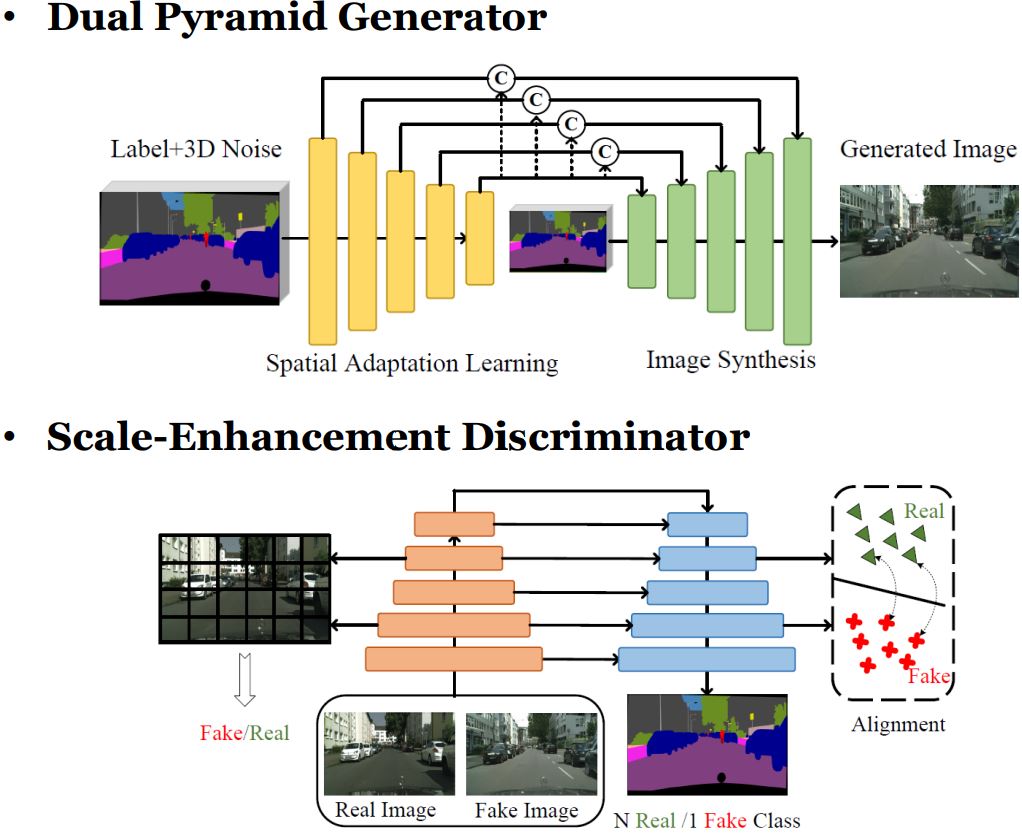 • Dual Pyramid Generator
C
C
C
C
Label+3D Noise
Generated Image
Spatial Adaptation Learning
Image Synthesis
• Scale-Enhancement Discriminator
Real
Fake
Alignment
Fake/Real
Real Image
Fake Image
N Real /1 Fake Class